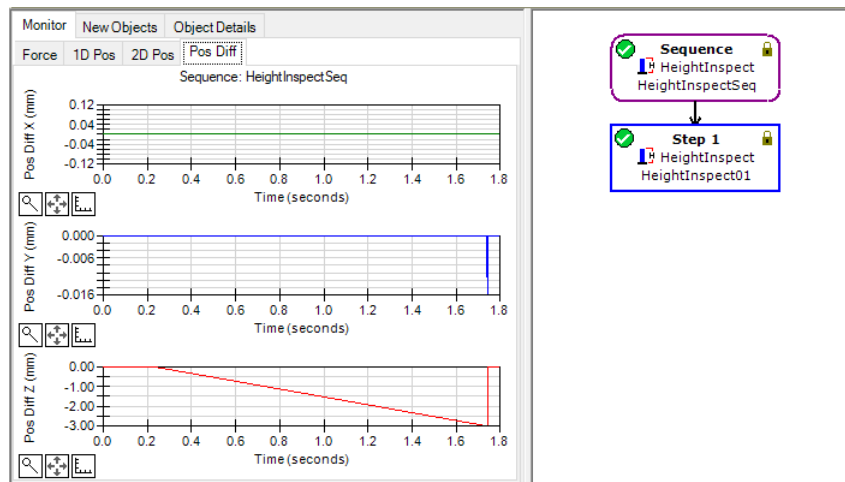 Monitor New Objects Object Details
Force 1D Pos 2D Pos Pos Diff
Sequence: HeightInspectSeq
Pos Diff X (mm)
0.12
0.04
-0.04
-0.12
0.0 0.2 0.4 0.6 0.8 1.0 1.2 1.4 1.6 1.8
Time (seconds)
Pos Diff Y (mm)
0.000
-0.006
-0.016
0.0 0.2 0.4 0.6 0.8 1.0 1.2 1.4 1.6 1.8
Time (seconds)
Pos Diff Z (mm)
0.00
-1.00
-2.00
-3.00
0.0 0.2 0.4 0.6 0.8 1.0 1.2 1.4 1.6 1.8
Time (seconds)
Sequence
H HeightInspect
HeightInspectSeq
Step 1
H HeightInspect
HeightInspect01